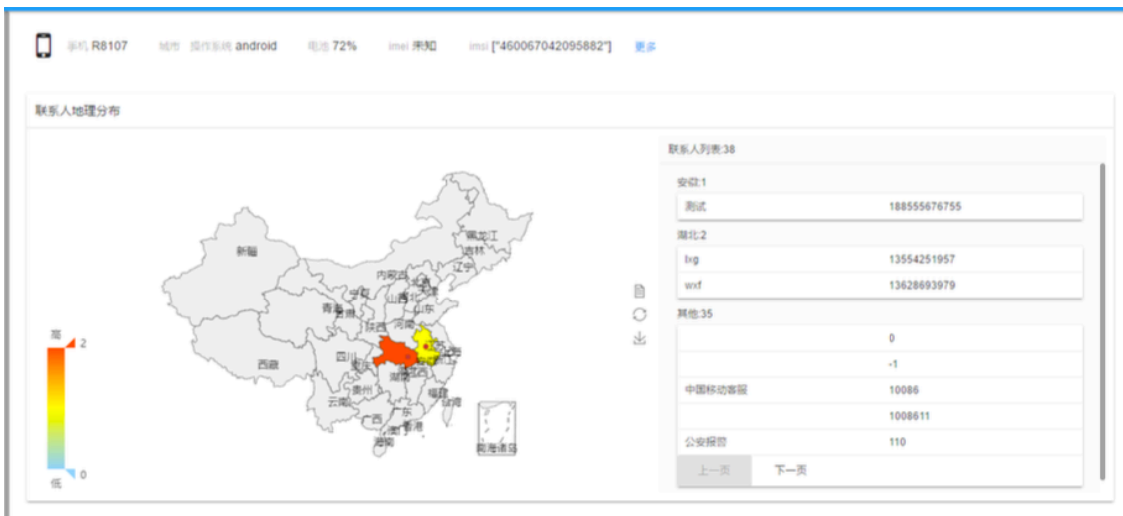 手机 R8107 城市 操作系统 android 电池 72% imei 未知 imsi ["460067042095882"] 更多
联系人地理分布
联系人列表:38
安徽:1
测试 188555676755
湖北:2
lxg 13554251957
wxf 13628693979
其他:35
0
-1
中国移动客服 10086
1008611
公安报警 110
上一页 下一页
高
2
0
低
黑龙江
吉林
辽宁
新疆
内蒙古
北京
宁夏
山西
山东
青海
陕西
河南
西藏
四川
湖南
贵州
云南
福建
台湾
广西
广东
香港
澳门
海南
南海诸岛